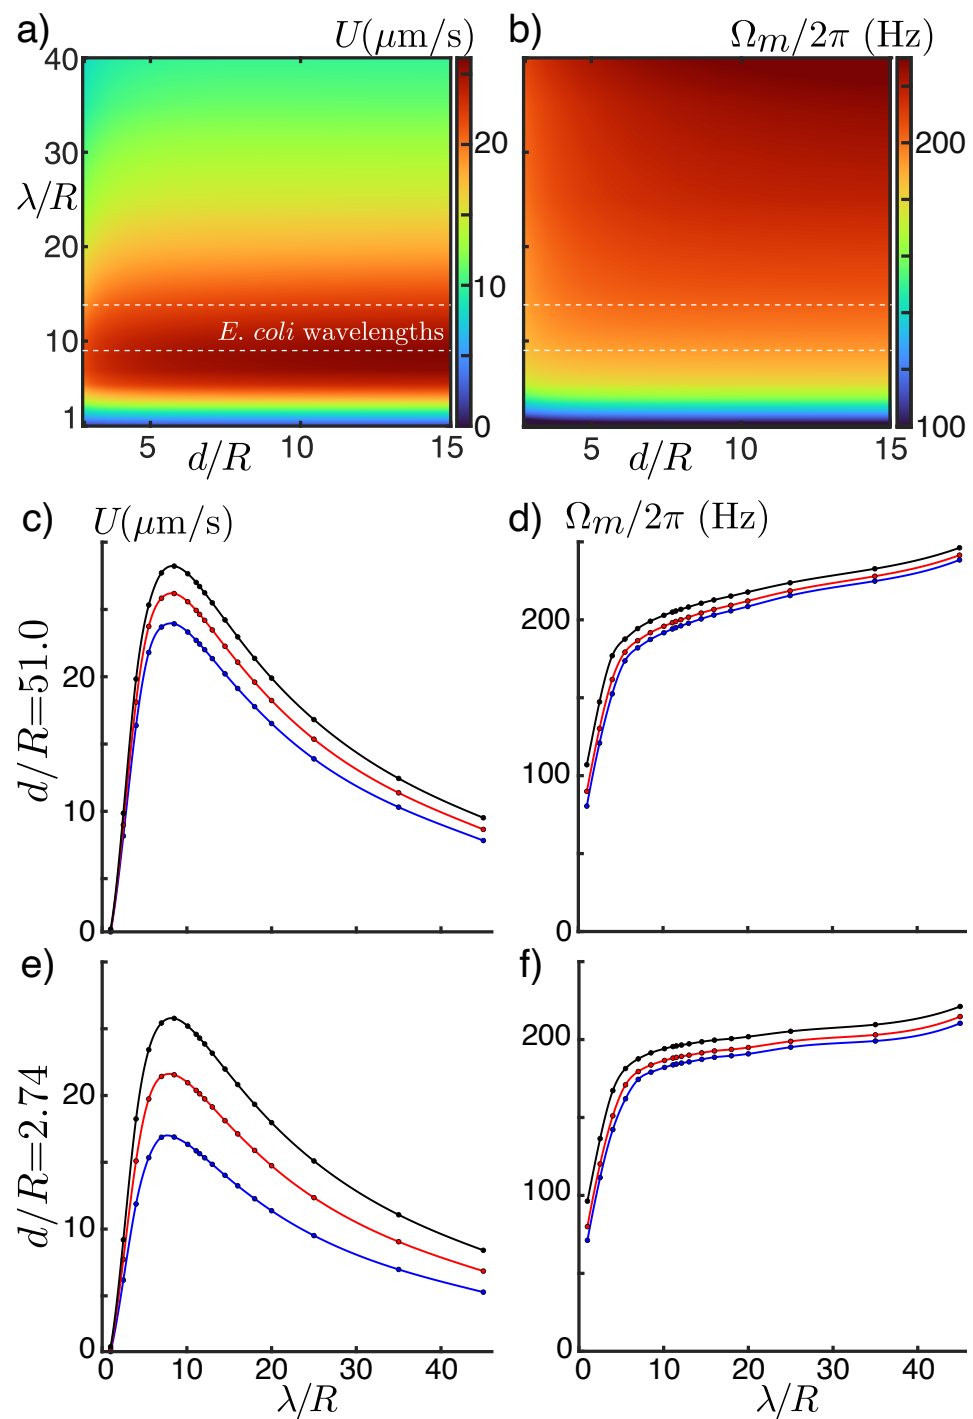 a) U(μm/s)
b) Ωm/2π (Hz)
40
30
λ/R
20
10
1
E. coli wavelengths
5 10 15
d/R
20
10
0
5 10 15
d/R
200
100
c) U(μm/s)
d) Ωm/2π (Hz)
d/R=51.0
20
10
0
200
100
0
e)
f)
d/R=2.74
20
10
0
0 10 20 30 40
λ/R
200
100
0
10 20 30 40
λ/R